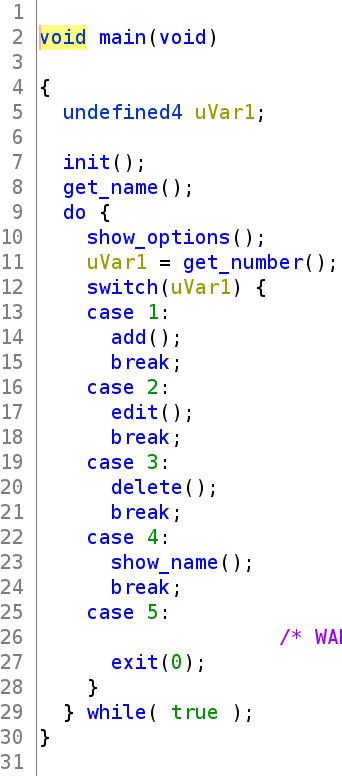 1
2 void main(void)
3
4 {
5 undefined4 uVar1;
6
7 init();
8 get_name();
9 do {
10 show_options();
11 uVar1 = get_number();
12 switch(uVar1) {
13 case 1:
14 add();
15 break;
16 case 2:
17 edit();
18 break;
19 case 3:
20 delete();
21 break;
22 case 4:
23 show_name();
24 break;
25 case 5:
26 /*
27 exit(0);
28 }
29 } while( true );
30 }
31